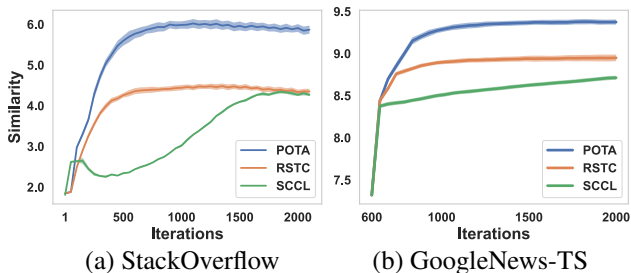 Similarity
6.0
5.0
4.0
3.0
2.0
POTA
RSTC
SCCL
1 500 1000 1500 2000
Iterations
(a) StackOverflow
9.5
9.0
8.5
8.0
7.5
POTA
RSTC
SCCL
600 1000 1500 2000
Iterations
(b) GoogleNews-TS